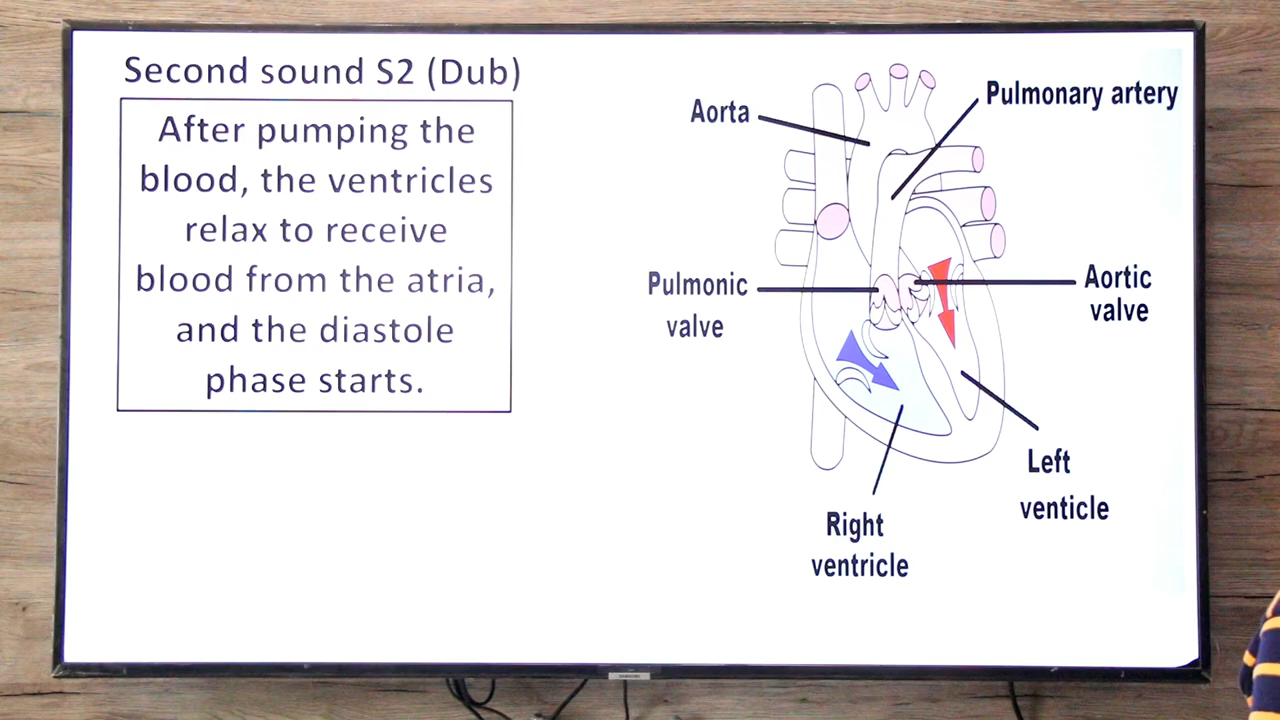 Second sound S2 (Dub)
After pumping the
blood, the ventricles
relax to receive
blood from the atria,
and the diastole
phase starts.
Aorta
Pulmonary artery
Pulmonic
valve
Aortic
valve
Left
venticle
Right
ventricle
SAMSUNG